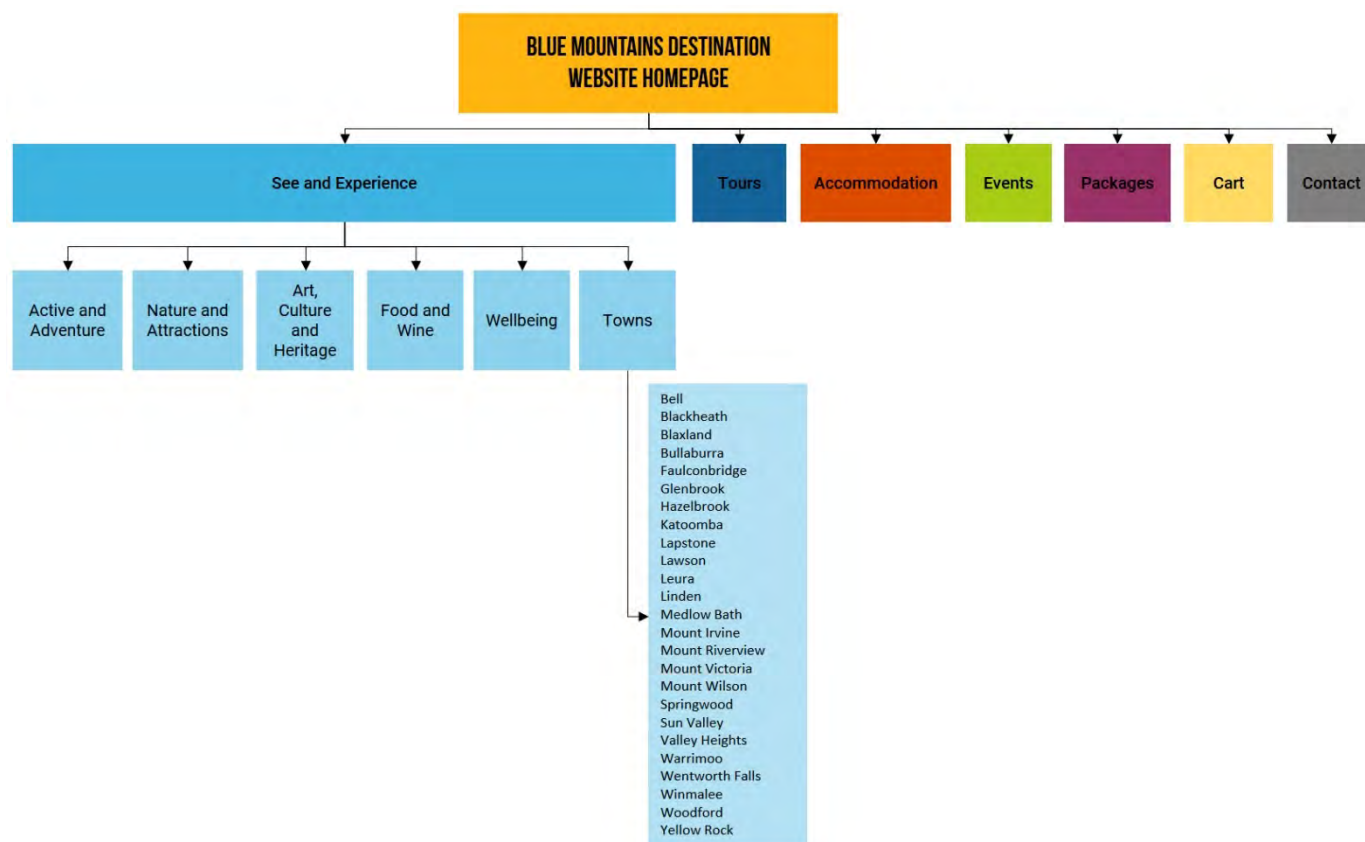 BLUE MOUNTAINS DESTINATION
WEBSITE HOMEPAGE
See and Experience
Tours
Accommodation
Events
Packages
Cart
Contact
Active and
Adventure
Nature and
Attractions
Art,
Culture
and
Heritage
Food and
Wine
Wellbeing
Towns
Bell
Blackheath
Blaxland
Bullaburra
Faulconbridge
Glenbrook
Hazelbrook
Katoomba
Lapstone
Lawson
Leura
Linden
Medlow Bath
Mount Irvine
Mount Riverview
Mount Victoria
Mount Wilson
Springwood
Sun Valley
Valley Heights
Warrimoo
Wentworth Falls
Winmalee
Woodford
Yellow Rock